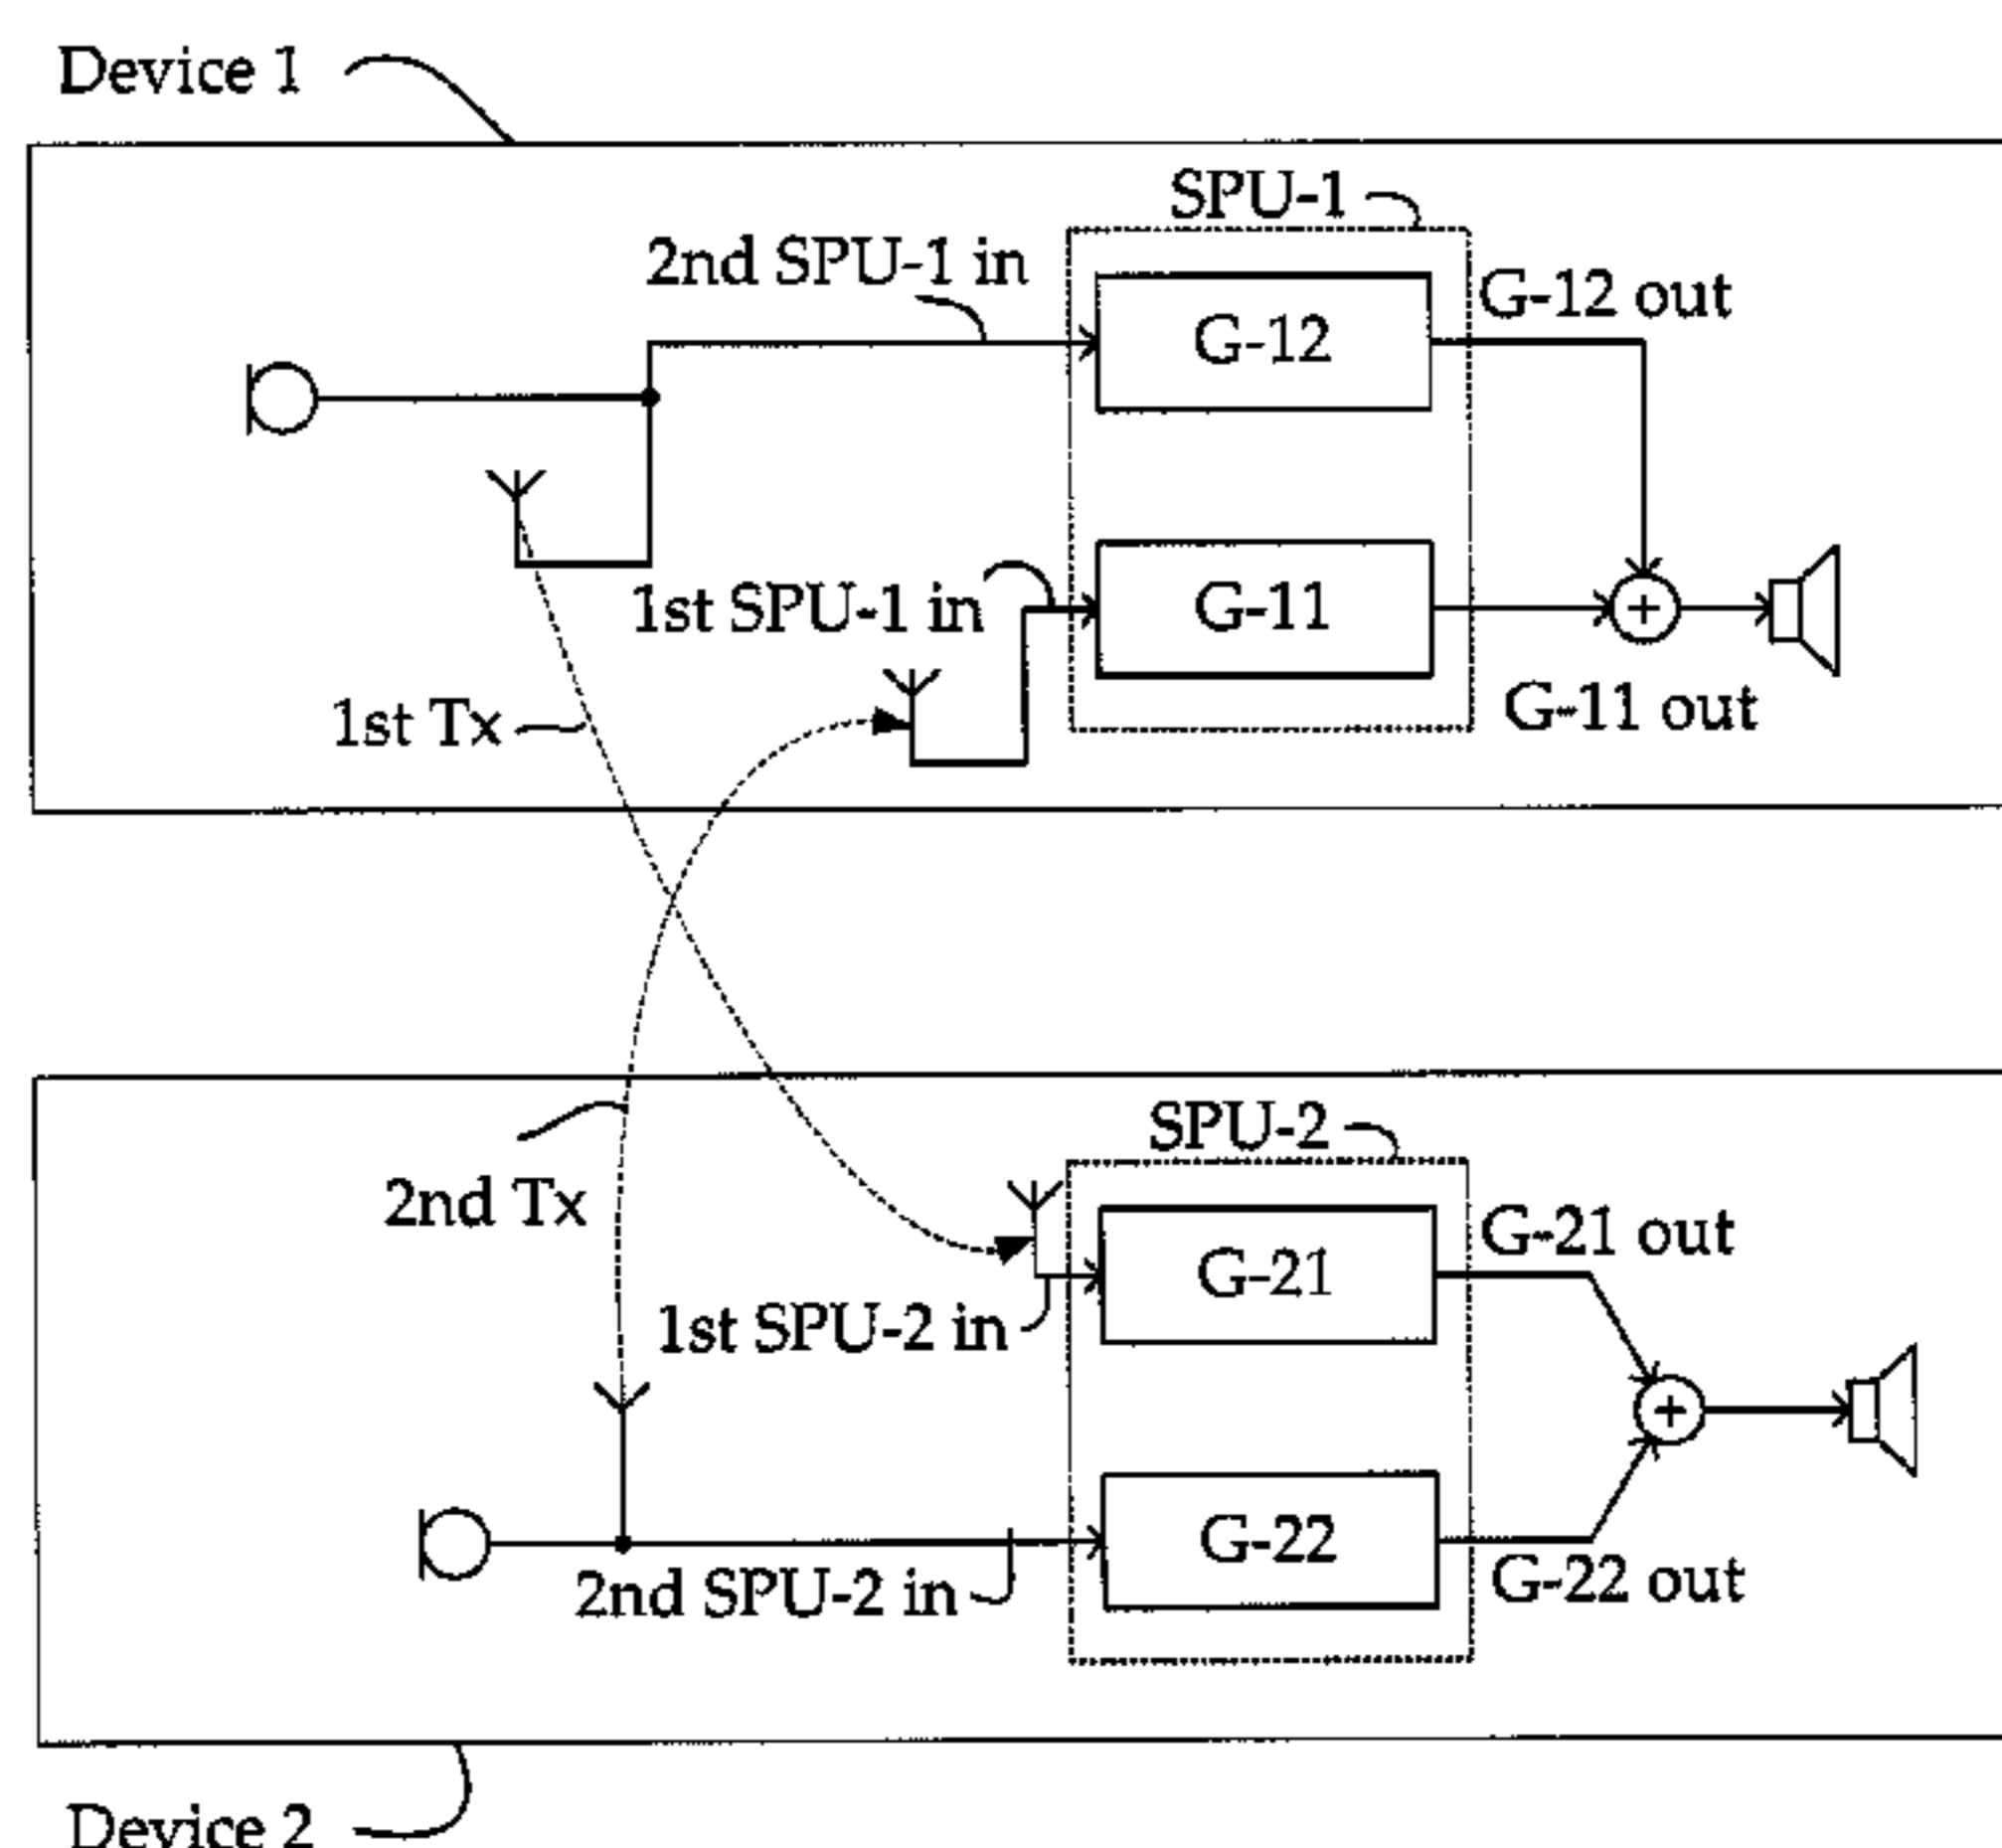 Device 1
SPU-1
2nd SPU-1 in
G-12
G-12 out
1st SPU-1 in
G-11
+
G-11 out
1st Tx
SPU-2
2nd Tx
G-21
G-21 out
1st SPU-2 in
+
G-22
G-22 out
2nd SPU-2 in
Device 2